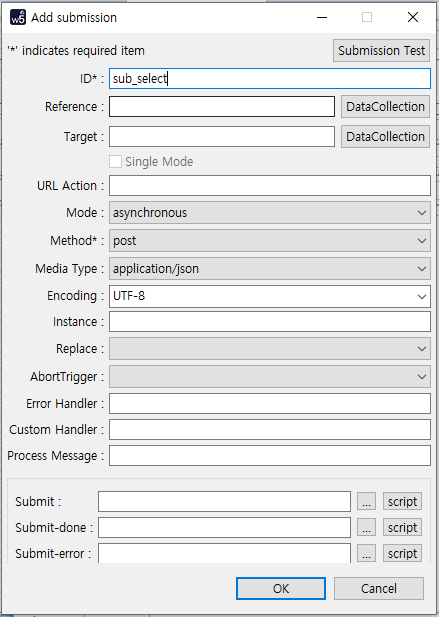 w5 Add submission
'*' indicates required item Submission Test
ID* : sub_select
Reference : DataCollection
Target : DataCollection
Single Mode
URL Action :
Mode : asynchronous
Method* : post
Media Type : application/json
Encoding : UTF-8
Instance :
Replace :
AbortTrigger :
Error Handler :
Custom Handler :
Process Message :
Submit : ... script
Submit-done : ... script
Submit-error : ... script
OK Cancel